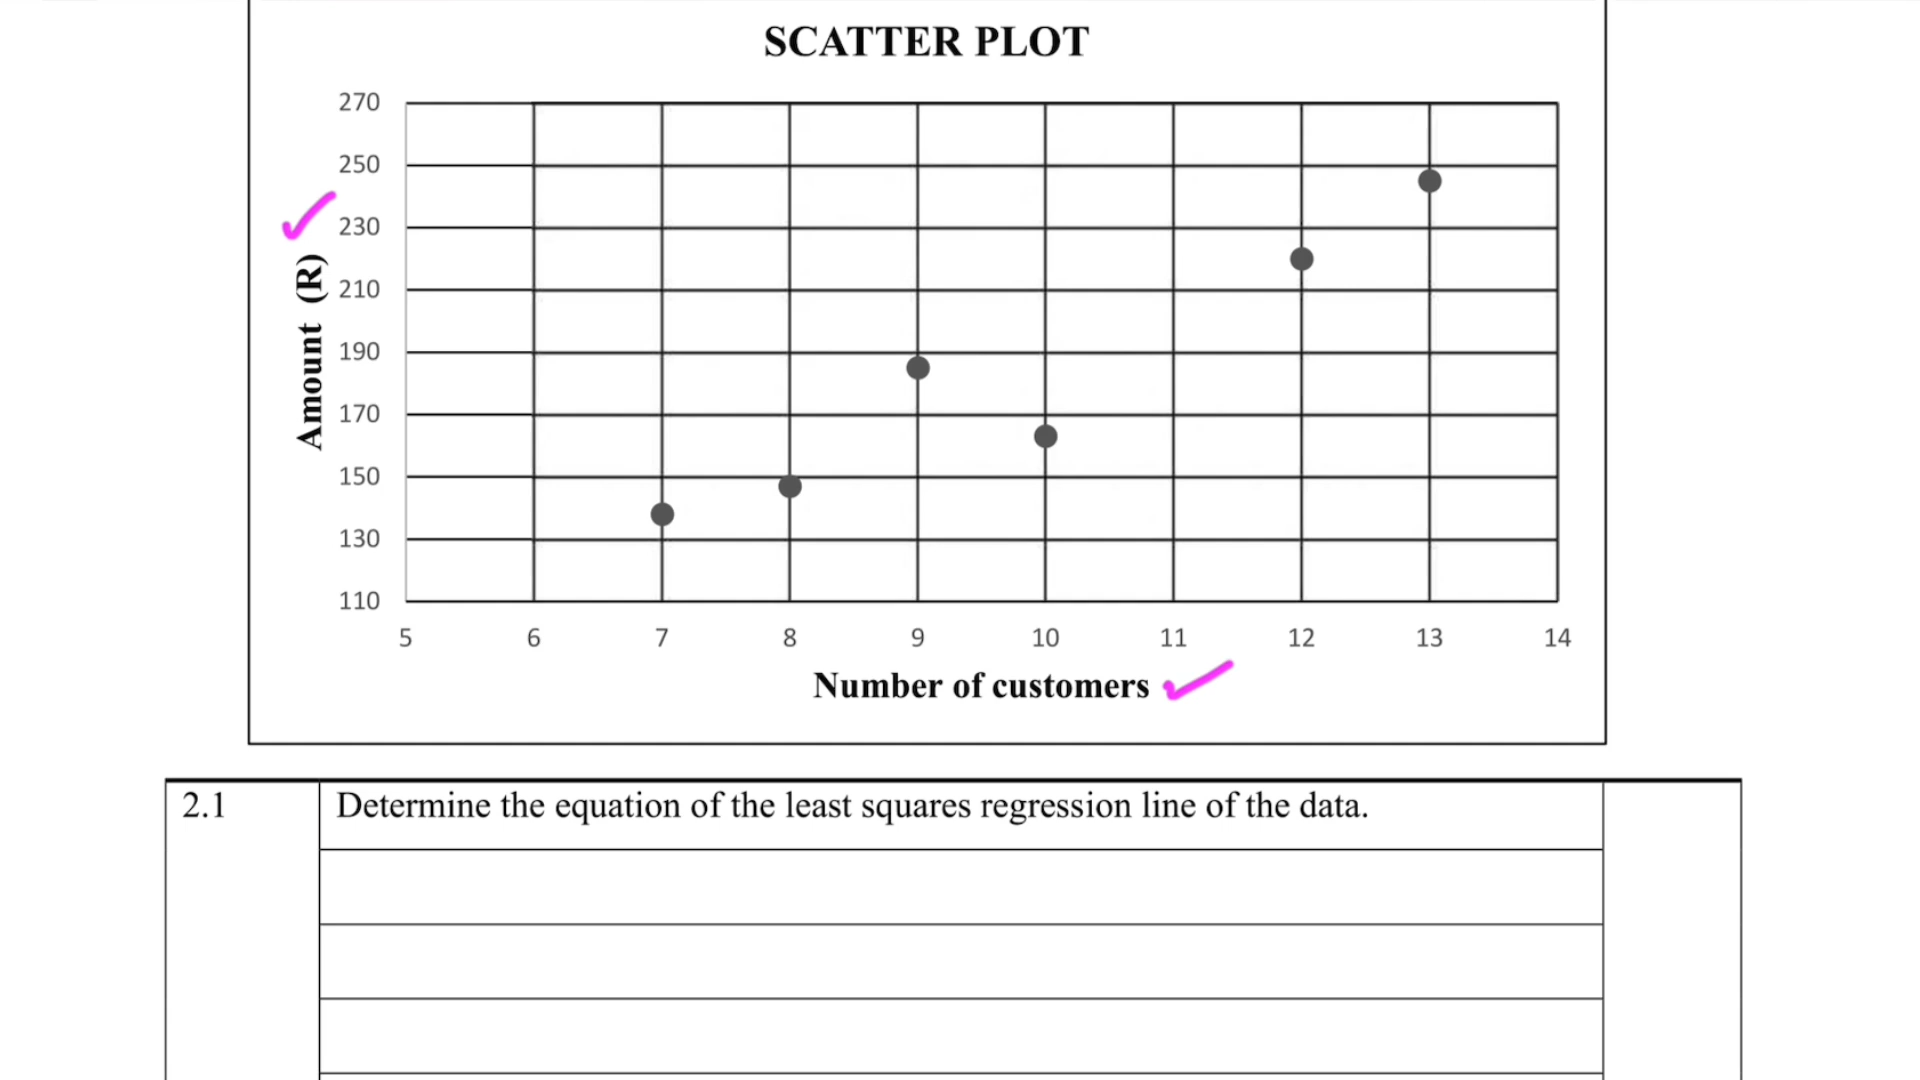 SCATTER PLOT
270
250
230
210
190
170
150
130
110
Amount (R)
5 6 7 8 9 10 11 12 13 14
Number of customers
2.1 Determine the equation of the least squares regression line of the data.